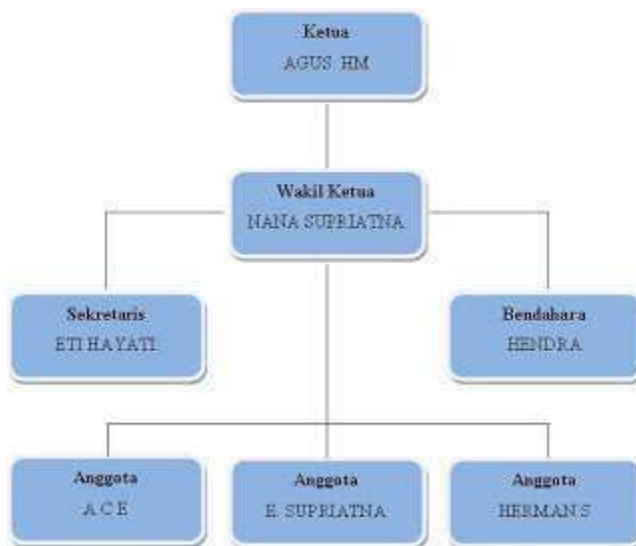 Ketua
AGUS. HM
Wakil Ketua
NANA SUPRIATNA
Sekretaris
ETI HAYATI
Bendahara
HENDRA
Anggota
A C E
Anggota
E. SUPRIATNA
Anggota
HERMAN S